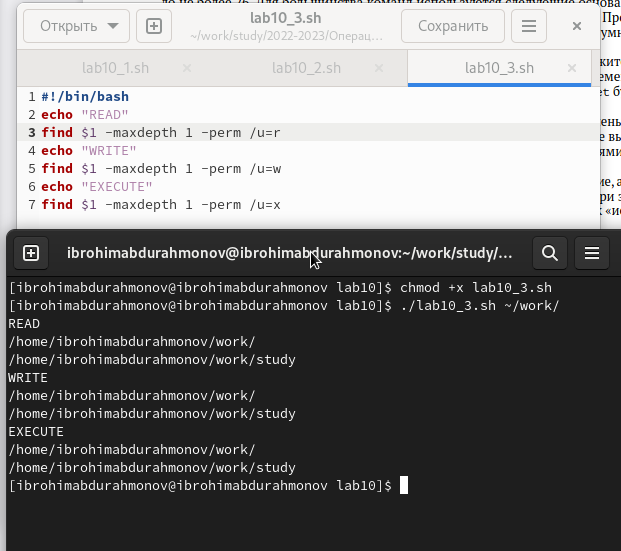 Открыть
lab10_3.sh
~/work/study/2022-2023/Операц...
Сохранить
lab10_1.sh
lab10_2.sh
lab10_3.sh
1 #!/bin/bash
2 echo "READ"
3 find $1 -maxdepth 1 -perm /u=r
4 echo "WRITE"
5 find $1 -maxdepth 1 -perm /u=w
6 echo "EXECUTE"
7 find $1 -maxdepth 1 -perm /u=x
ibrohimabdurahmonov@ibrohimabdurahmonov:~/work/study/...
[ibrohimabdurahmonov@ibrohimabdurahmonov lab10]$ chmod +x lab10_3.sh
[ibrohimabdurahmonov@ibrohimabdurahmonov lab10]$ ./lab10_3.sh ~/work/
READ
/home/ibrohimabdurahmonov/work/
/home/ibrohimabdurahmonov/work/study
WRITE
/home/ibrohimabdurahmonov/work/
/home/ibrohimabdurahmonov/work/study
EXECUTE
/home/ibrohimabdurahmonov/work/
/home/ibrohimabdurahmonov/work/study
[ibrohimabdurahmonov@ibrohimabdurahmonov lab10]$